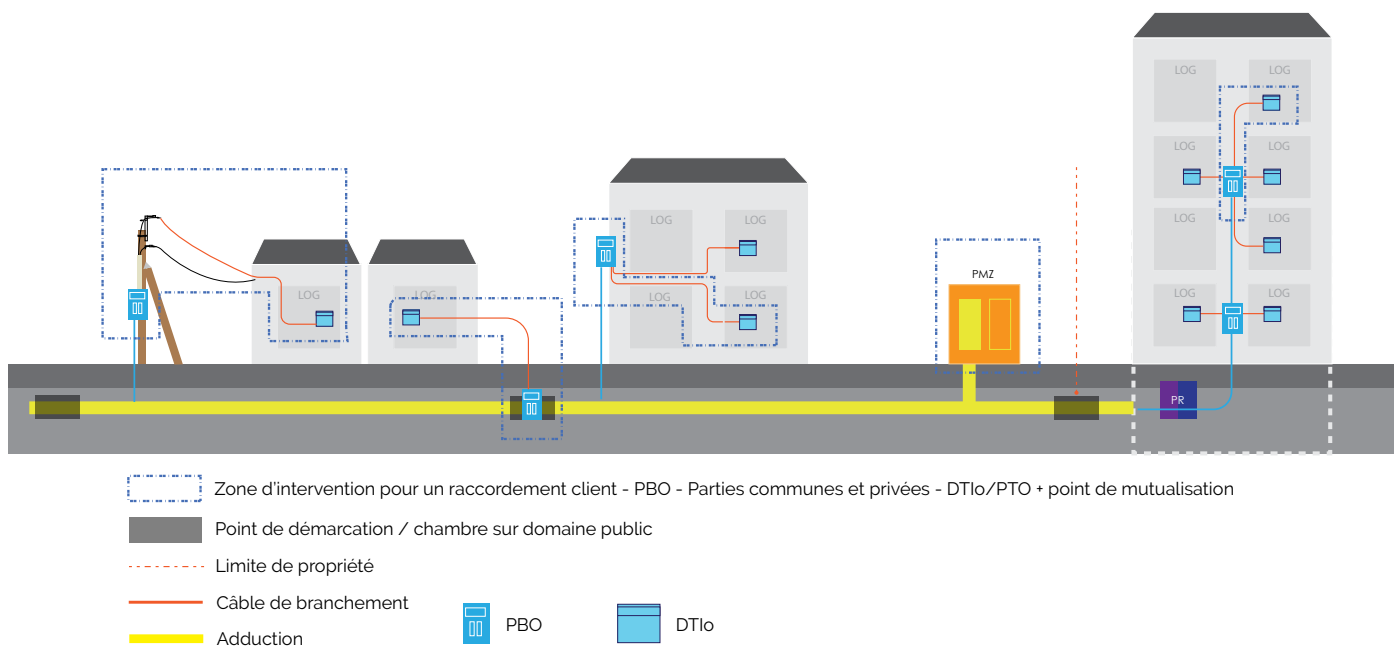 LOG
LOG
LOG
LOG
LOG
LOG
LOG
LOG
LOG
LOG
LOG
LOG
LOG
LOG
PMZ
PR
Zone d'intervention pour un raccordement client - PBO - Parties communes et privées - DTIo/PTO + point de mutualisation
Point de démarcation / chambre sur domaine public
Limite de propriété
Câble de branchement
Adduction
PBO
DTIo